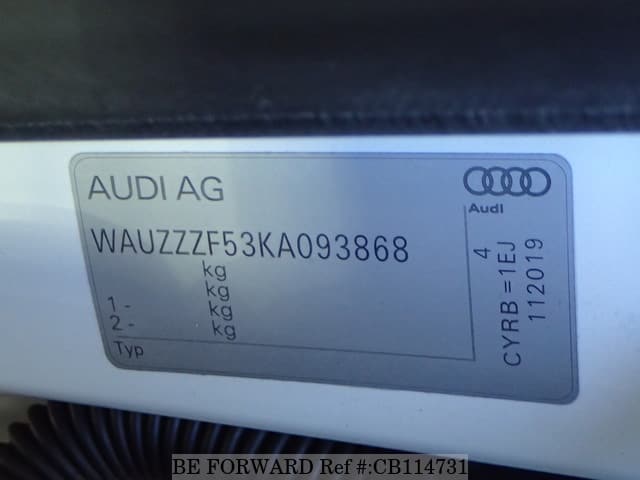 AUDI AG
Audi
WAUZZZF53KA093868
kg
kg
1 - kg
2 - kg
Typ
4
CYRB = 1EJ
112019
BE FORWARD Ref #:CB114731